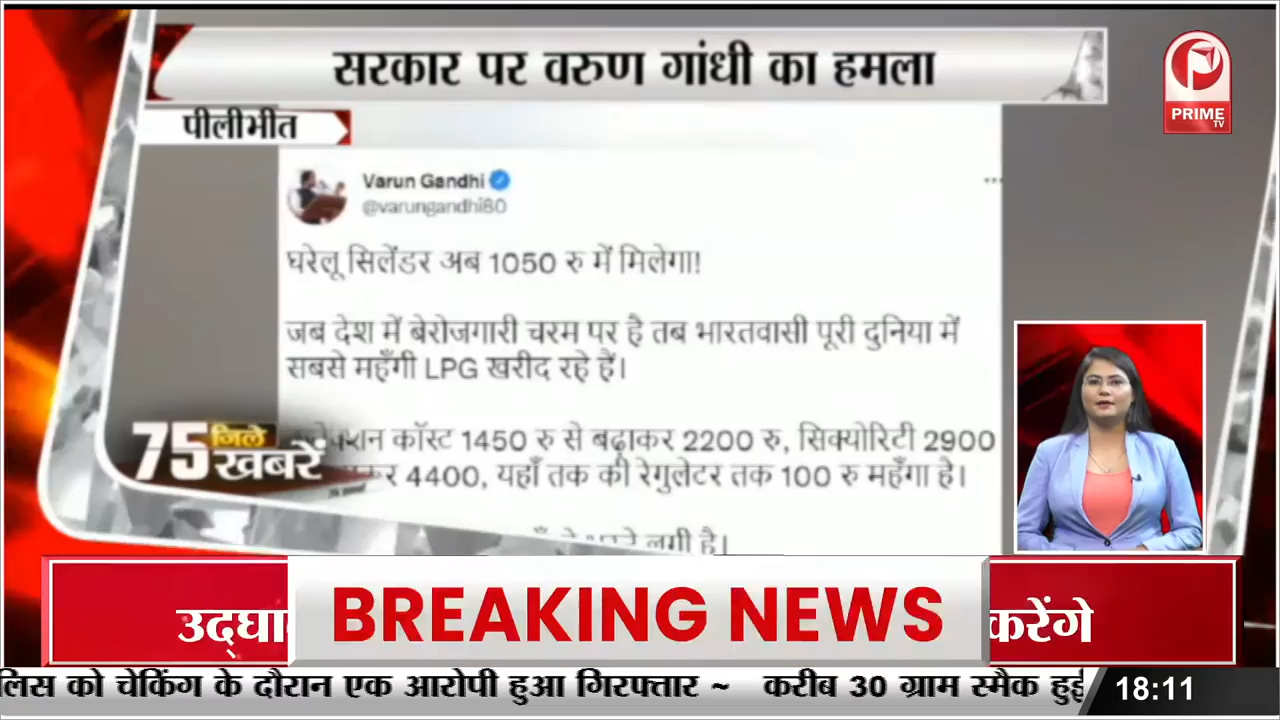 सरकार पर वरुण गांधी का हमला
PRIME
TV
पीलीभीत
Varun Gandhi
@varungandhi80
घरेलू सिलेंडर अब 1050 रु में मिलेगा!
जब देश में बेरोजगारी चरम पर है तब भारतवासी पूरी दुनिया में
सबसे महँगी LPG खरीद रहे हैं।
कॉस्ट 1450 रु से बढ़ाकर 2200 रु, सिक्योरिटी 2900
4400, यहाँ तक की रेगुलेटर तक 100 रु महँगा है।
लगी है।
75 जिले
खबरें
BREAKING NEWS
करेंगे
को चेकिंग के दौरान एक आरोपी हुआ गिरफ्तार ~ करीब 30 ग्राम स्मैक हुई
18:11